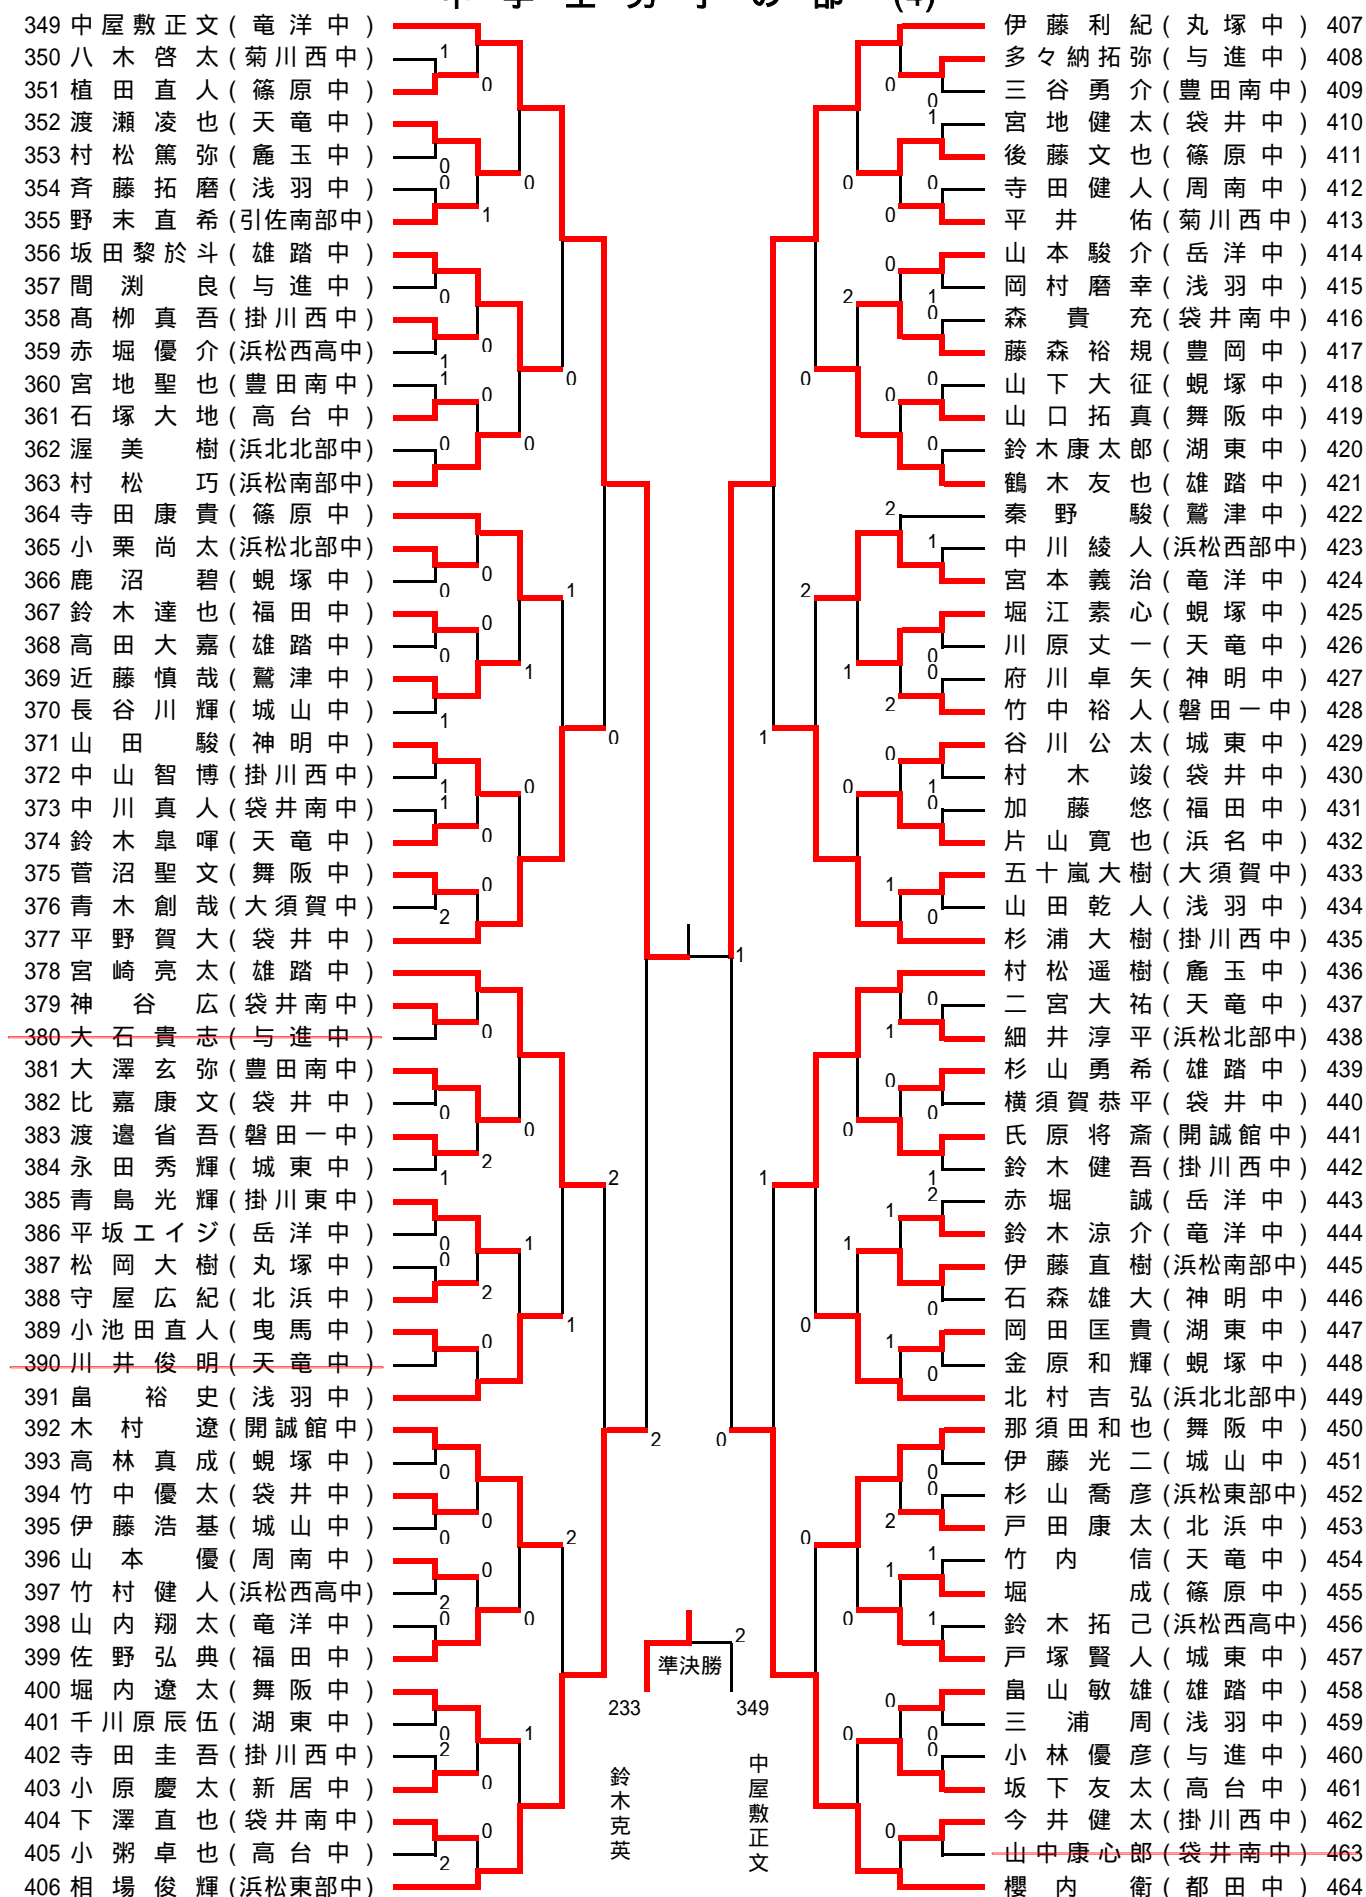 中 学 生 男 子 の 部 (4)
349 中屋敷正文 ( 竜 洋 中 )
350 八 木 啓 太 ( 菊川西中 )
351 植 田 直 人 ( 篠 原 中 )
352 渡 瀬 凌 也 ( 天 竜 中 )
353 村 松 篤 弥 ( 麁 玉 中 )
354 斉 藤 拓 磨 ( 浅 羽 中 )
355 野 末 直 希 (引佐南部中)
356 坂田黎於斗 ( 雄 踏 中 )
357 間 渕 良 ( 与 進 中 )
358 髙 栁 真 吾 ( 掛川西中 )
359 赤 堀 優 介 (浜松西高中)
360 宮 地 聖 也 ( 豊田南中 )
361 石 塚 大 地 ( 高 台 中 )
362 渥 美 樹 (浜北北部中)
363 村 松 巧 (浜松南部中)
364 寺 田 康 貴 ( 篠 原 中 )
365 小 栗 尚 太 (浜松北部中)
366 鹿 沼 碧 ( 蜆 塚 中 )
367 鈴 木 達 也 ( 福 田 中 )
368 高 田 大 嘉 ( 雄 踏 中 )
369 近 藤 慎 哉 ( 鷲 津 中 )
370 長 谷 川 輝 ( 城 山 中 )
371 山 田 駿 ( 神 明 中 )
372 中 山 智 博 ( 掛川西中 )
373 中 川 真 人 ( 袋井南中 )
374 鈴 木 皐 暉 ( 天 竜 中 )
375 菅 沼 聖 文 ( 舞 阪 中 )
376 青 木 創 哉 ( 大須賀中 )
377 平 野 賀 大 ( 袋 井 中 )
378 宮 崎 亮 太 ( 雄 踏 中 )
379 神 谷 広 ( 袋井南中 )
380 大 石 貴 志 ( 与 進 中 )
381 大 澤 玄 弥 ( 豊田南中 )
382 比 嘉 康 文 ( 袋 井 中 )
383 渡 邉 省 吾 ( 磐田一中 )
384 永 田 秀 輝 ( 城 東 中 )
385 青 島 光 輝 ( 掛川東中 )
386 平坂エイジ ( 岳 洋 中 )
387 松 岡 大 樹 ( 丸 塚 中 )
388 守 屋 広 紀 ( 北 浜 中 )
389 小池田直人 ( 曳 馬 中 )
390 川 井 俊 明 ( 天 竜 中 )
391 畠 裕 史 ( 浅 羽 中 )
392 木 村 遼 ( 開誠館中 )
393 高 林 真 成 ( 蜆 塚 中 )
394 竹 中 優 太 ( 袋 井 中 )
395 伊 藤 浩 基 ( 城 山 中 )
396 山 本 優 ( 周 南 中 )
397 竹 村 健 人 (浜松西高中)
398 山 内 翔 太 ( 竜 洋 中 )
399 佐 野 弘 典 ( 福 田 中 )
400 堀 内 遼 太 ( 舞 阪 中 )
401 千川原辰伍 ( 湖 東 中 )
402 寺 田 圭 吾 ( 掛川西中 )
403 小 原 慶 太 ( 新 居 中 )
404 下 澤 直 也 ( 袋井南中 )
405 小 粥 卓 也 ( 高 台 中 )
406 相 場 俊 輝 (浜松東部中)
伊 藤 利 紀 ( 丸 塚 中 ) 407
多々納拓弥 ( 与 進 中 ) 408
三 谷 勇 介 ( 豊田南中 ) 409
宮 地 健 太 ( 袋 井 中 ) 410
後 藤 文 也 ( 篠 原 中 ) 411
寺 田 健 人 ( 周 南 中 ) 412
平 井 佑 ( 菊川西中 ) 413
山 本 駿 介 ( 岳 洋 中 ) 414
岡 村 磨 幸 ( 浅 羽 中 ) 415
森 貴 充 ( 袋井南中 ) 416
藤 森 裕 規 ( 豊 岡 中 ) 417
山 下 大 征 ( 蜆 塚 中 ) 418
山 口 拓 真 ( 舞 阪 中 ) 419
鈴木康太郎 ( 湖 東 中 ) 420
鶴 木 友 也 ( 雄 踏 中 ) 421
秦 野 駿 ( 鷲 津 中 ) 422
中 川 綾 人 (浜松西部中) 423
宮 本 義 治 ( 竜 洋 中 ) 424
堀 江 素 心 ( 蜆 塚 中 ) 425
川 原 丈 一 ( 天 竜 中 ) 426
府 川 卓 矢 ( 神 明 中 ) 427
竹 中 裕 人 ( 磐田一中 ) 428
谷 川 公 太 ( 城 東 中 ) 429
村 木 竣 ( 袋 井 中 ) 430
加 藤 悠 ( 福 田 中 ) 431
片 山 寛 也 ( 浜 名 中 ) 432
五十嵐大樹 ( 大須賀中 ) 433
山 田 乾 人 ( 浅 羽 中 ) 434
杉 浦 大 樹 ( 掛川西中 ) 435
村 松 遥 樹 ( 麁 玉 中 ) 436
二 宮 大 祐 ( 天 竜 中 ) 437
細 井 淳 平 (浜松北部中) 438
杉 山 勇 希 ( 雄 踏 中 ) 439
横須賀恭平 ( 袋 井 中 ) 440
氏 原 将 斎 ( 開誠館中 ) 441
鈴 木 健 吾 ( 掛川西中 ) 442
赤 堀 誠 ( 岳 洋 中 ) 443
鈴 木 涼 介 ( 竜 洋 中 ) 444
伊 藤 直 樹 (浜松南部中) 445
石 森 雄 大 ( 神 明 中 ) 446
岡 田 匡 貴 ( 湖 東 中 ) 447
金 原 和 輝 ( 蜆 塚 中 ) 448
北 村 吉 弘 (浜北北部中) 449
那須田和也 ( 舞 阪 中 ) 450
伊 藤 光 二 ( 城 山 中 ) 451
杉 山 喬 彦 (浜松東部中) 452
戸 田 康 太 ( 北 浜 中 ) 453
竹 内 信 ( 天 竜 中 ) 454
堀 成 ( 篠 原 中 ) 455
鈴 木 拓 己 (浜松西高中) 456
戸 塚 賢 人 ( 城 東 中 ) 457
畠 山 敏 雄 ( 雄 踏 中 ) 458
三 浦 周 ( 浅 羽 中 ) 459
小 林 優 彦 ( 与 進 中 ) 460
坂 下 友 太 ( 高 台 中 ) 461
今 井 健 太 ( 掛川西中 ) 462
山中康心郎 ( 袋井南中 ) 463
櫻 内 衛 ( 都 田 中 ) 464
準決勝
2
233
349
鈴木克英
中屋敷正文